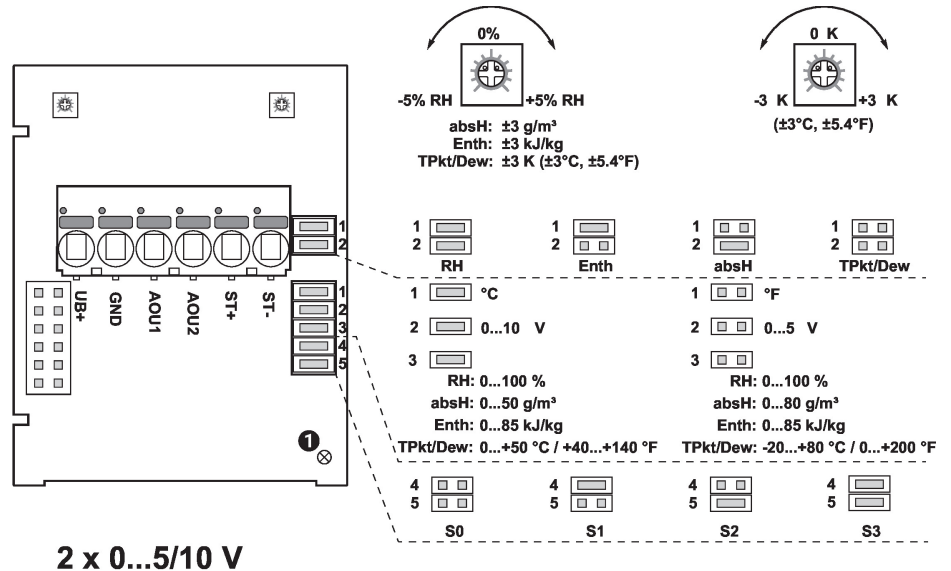 0%
-5% RH +5% RH
absH: ±3 g/m³
Enth: ±3 kJ/kg
TPkt/Dew: ±3 K (±3°C, ±5.4°F)
0 K
-3 K +3 K
(±3°C, ±5.4°F)
1
2
UB+
GND
AOU1
AOU2
ST+
ST-
1
2
3
4
5
1
1
2
RH
1
2
Enth
1
2
absH
1
2
TPkt/Dew
1 °C
2 0...10 V
3
RH: 0...100 %
absH: 0...50 g/m³
Enth: 0...85 kJ/kg
TPkt/Dew: 0...+50 °C / +40...+140 °F
1 °F
2 0...5 V
3
RH: 0...100 %
absH: 0...80 g/m³
Enth: 0...85 kJ/kg
TPkt/Dew: -20...+80 °C / 0...+200 °F
4
5
S0
4
5
S1
4
5
S2
4
5
S3
2 x 0...5/10 V